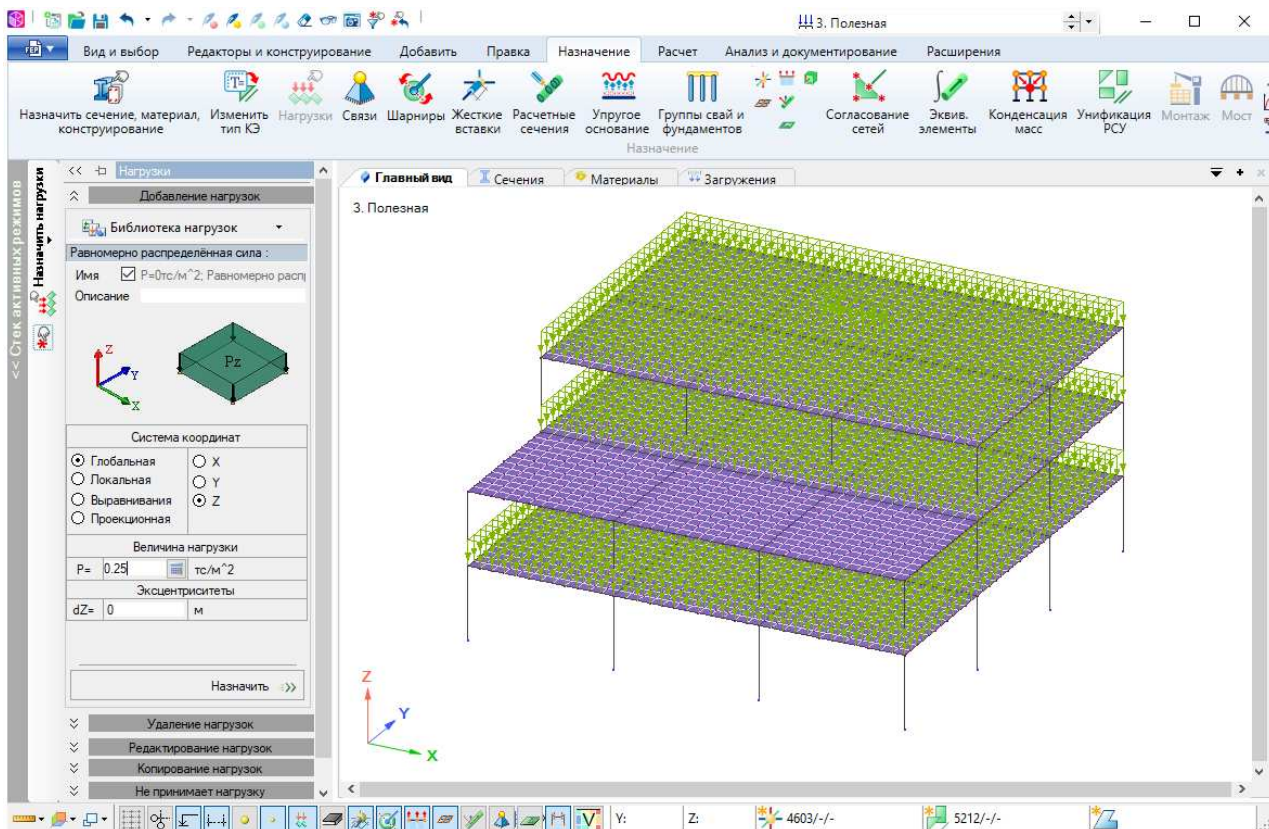 3. Полезная
Вид и выбор Редакторы и конструирование Добавить Правка Назначение Расчет Анализ и документирование Расширения
Назначить сечение, материал, конструирование
Изменить тип КЭ
Нагрузки
Связи
Шарниры
Жесткие вставки
Расчетные сечения
Упругое основание
Группы свай и фундаментов
Согласование сетей
Эквив. элементы
Конденсация масс
Унификация РСУ
Монтаж
Мост
Назначение
<< Стек активных режимов
Назначить нагрузки
<< Нагрузки
Добавление нагрузок
Библиотека нагрузок
Равномерно распределённая сила :
Имя P=0тс/м^2; Равномерно расп
Описание
Z
Y
X
Pz
Система координат
Глобальная X
Локальная Y
Выравнивания Z
Проекционная
Величина нагрузки
P= 0.25 тс/м^2
Эксцентриситеты
dZ= 0 м
Назначить
Удаление нагрузок
Редактирование нагрузок
Копирование нагрузок
Не принимает нагрузку
Главный вид Сечения Материалы Загружения
3. Полезная
Z
Y
X
Y: Z: 4603/-/- 5212/-/-